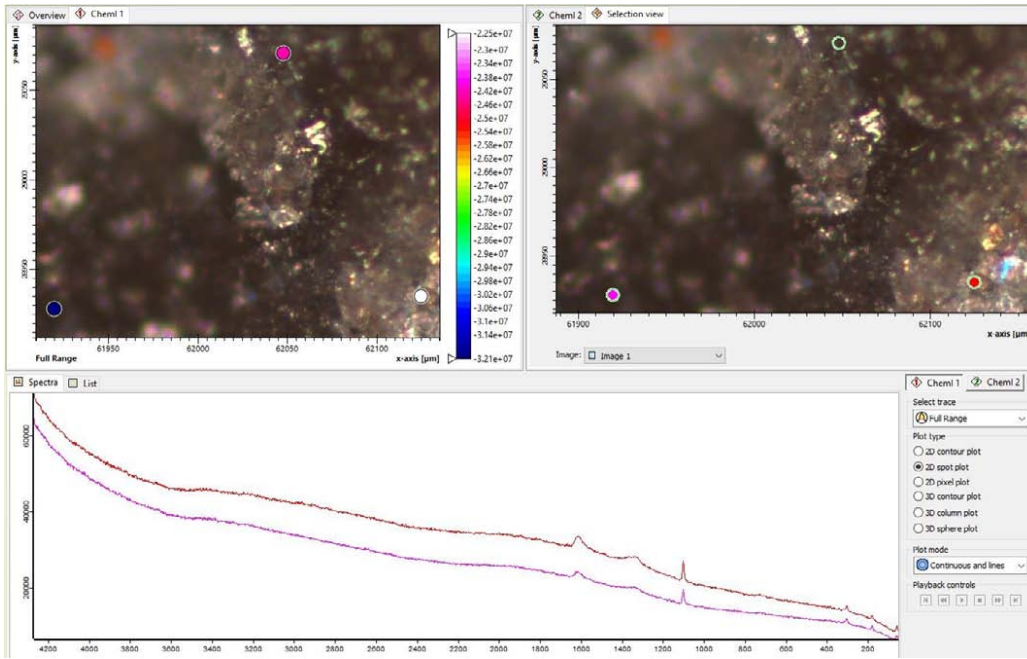 Overview ChemI 1
y-axis [µm]
29050
29000
28950
61950 62000 62050 62100
Full Range x-axis [µm]
-2.25e+07
-2.3e+07
-2.34e+07
-2.38e+07
-2.42e+07
-2.46e+07
-2.5e+07
-2.54e+07
-2.58e+07
-2.62e+07
-2.66e+07
-2.7e+07
-2.74e+07
-2.78e+07
-2.82e+07
-2.86e+07
-2.9e+07
-2.94e+07
-2.98e+07
-3.02e+07
-3.06e+07
-3.1e+07
-3.14e+07
-3.21e+07
ChemI 2 Selection view
y-axis [µm]
29050
29000
28950
61900 62000 62100
x-axis [µm]
Image: Image 1
Spectra List
60000
40000
20000
4200 4000 3800 3600 3400 3200 3000 2800 2600 2400 2200 2000 1800 1600 1400 1200 1000 800 600 400 200
ChemI 1 ChemI 2
Select trace
Full Range
Plot type
2D contour plot
2D spot plot
2D pixel plot
3D contour plot
3D column plot
3D sphere plot
Plot mode
Continuous and lines
Playback controls